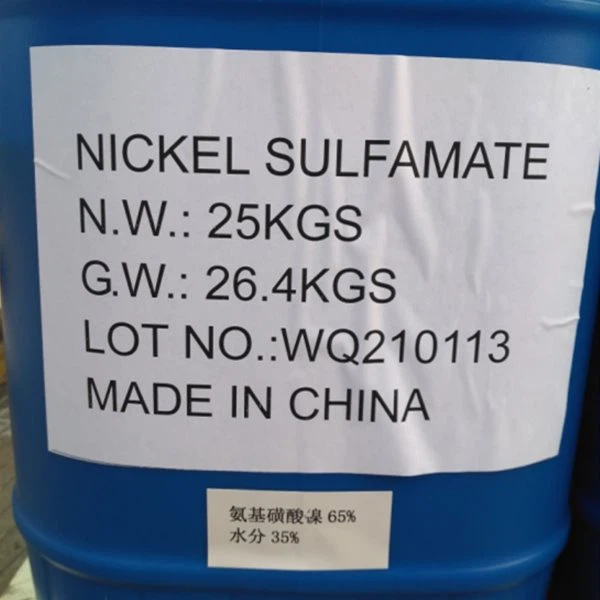 NICKEL SULFAMATE
N.W.: 25KGS
G.W.: 26.4KGS
LOT NO.:WQ210113
MADE IN CHINA
氨基磺酸镍 65%
水分 35%